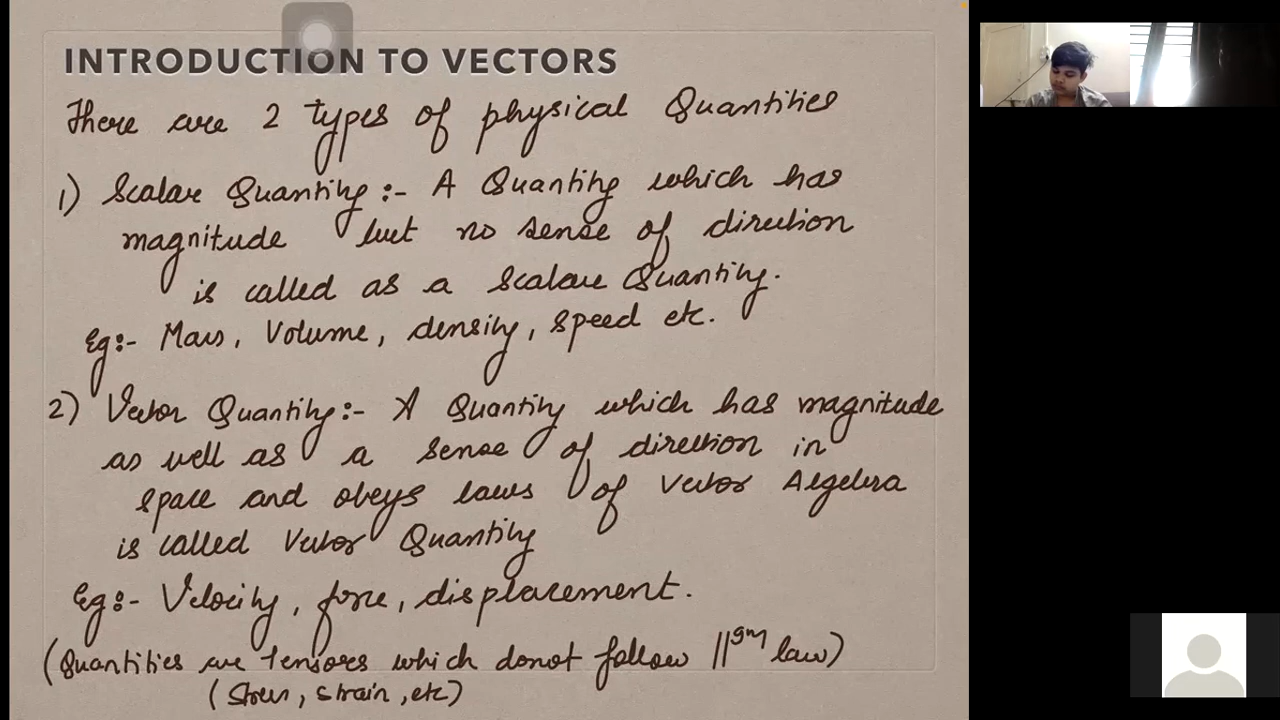 INTRODUCTION TO VECTORS
There are 2 types of physical Quantities
1) Scalar Quantity :- A Quantity which has
magnitude but no sense of direction
is called as a Scalar Quantity.
Eg:- Mass, Volume, density, speed etc.
2) Vector Quantity:- A Quantity which has magnitude
as well as a sense of direction in
space and obeys laws of Vector Algebra
is called Vector Quantity
Eg:- Velocity, force, displacement.
(Quantities are tensors which donot follow ||gm law)
(Stress, strain, etc)